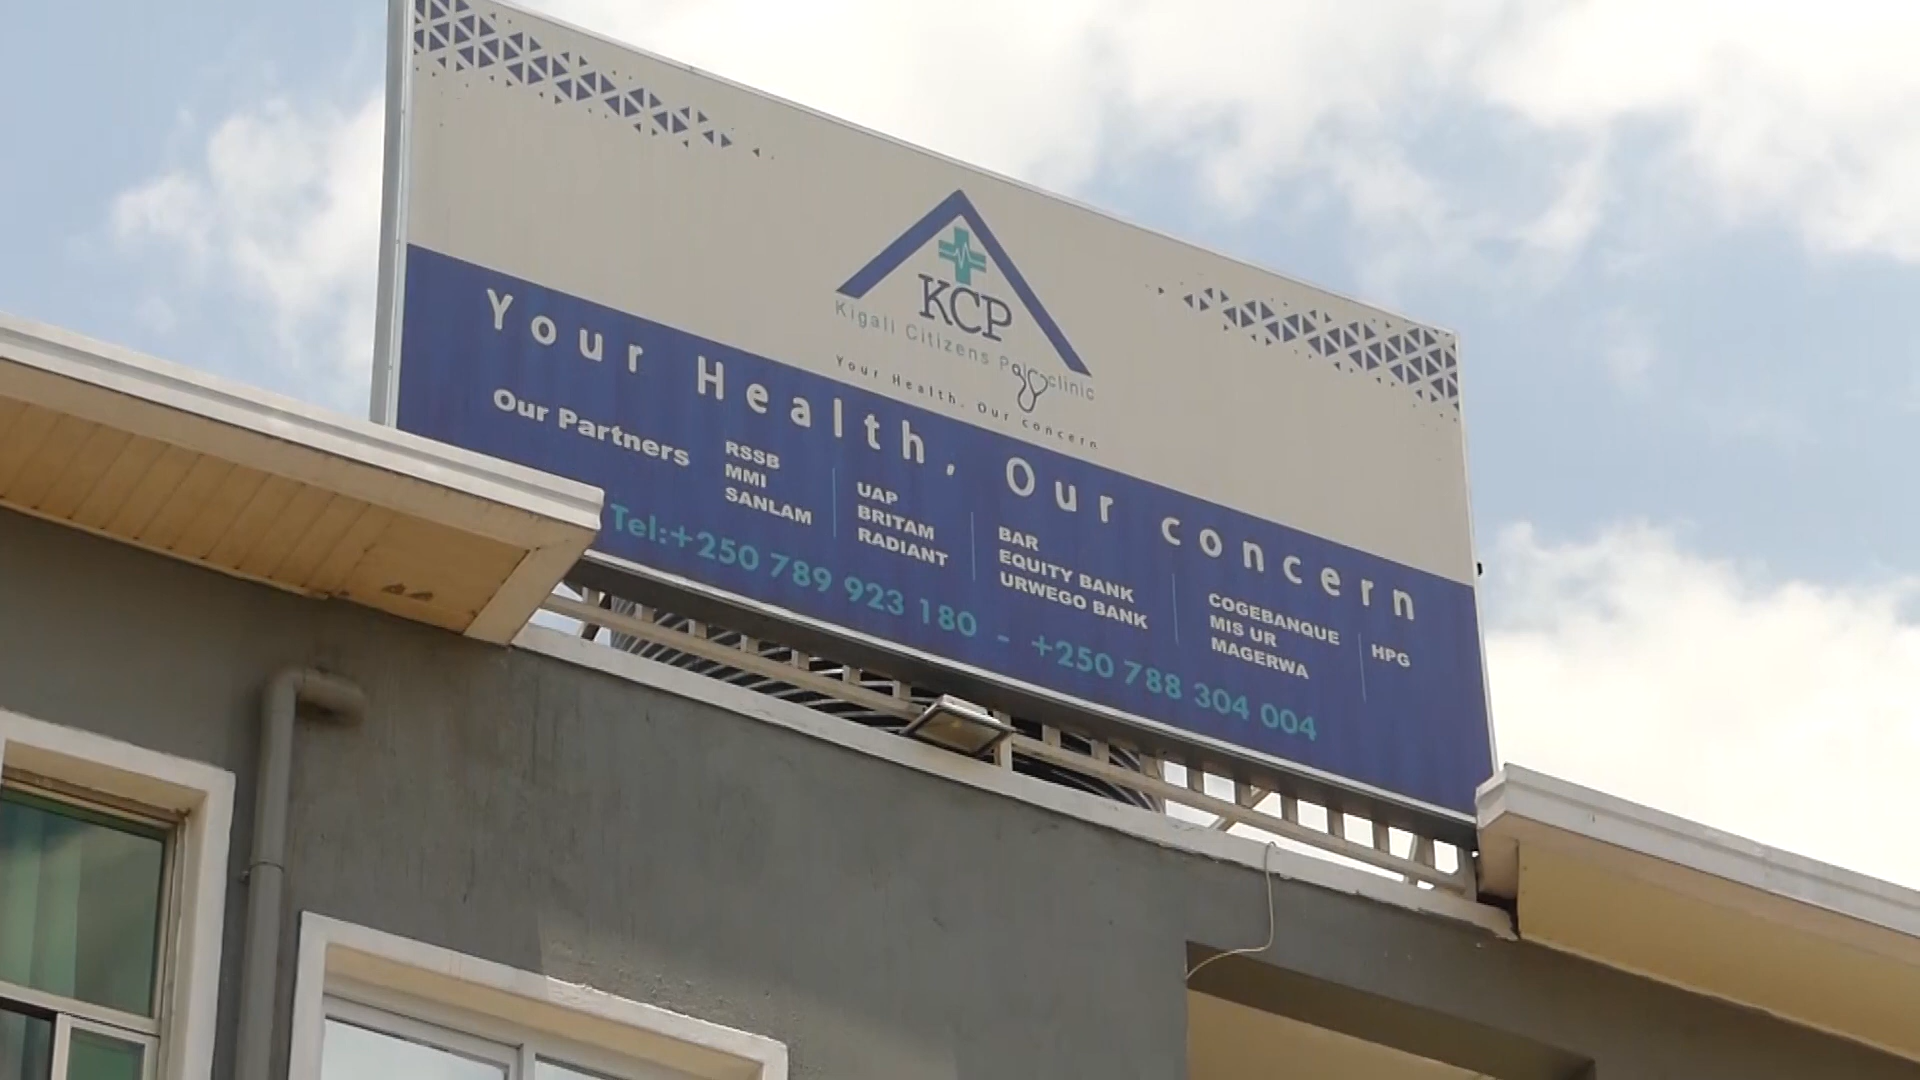 KCP
Kigali Citizens Polyclinic
Your Health, Our concern
Your Health, Our concern
Our Partners
RSSB
MMI
SANLAM
UAP
BRITAM
RADIANT
BAR
EQUITY BANK
URWEGO BANK
COGEBANQUE
MIS UR
MAGERWA
HPG
Tel:+250 789 923 180 - +250 788 304 004